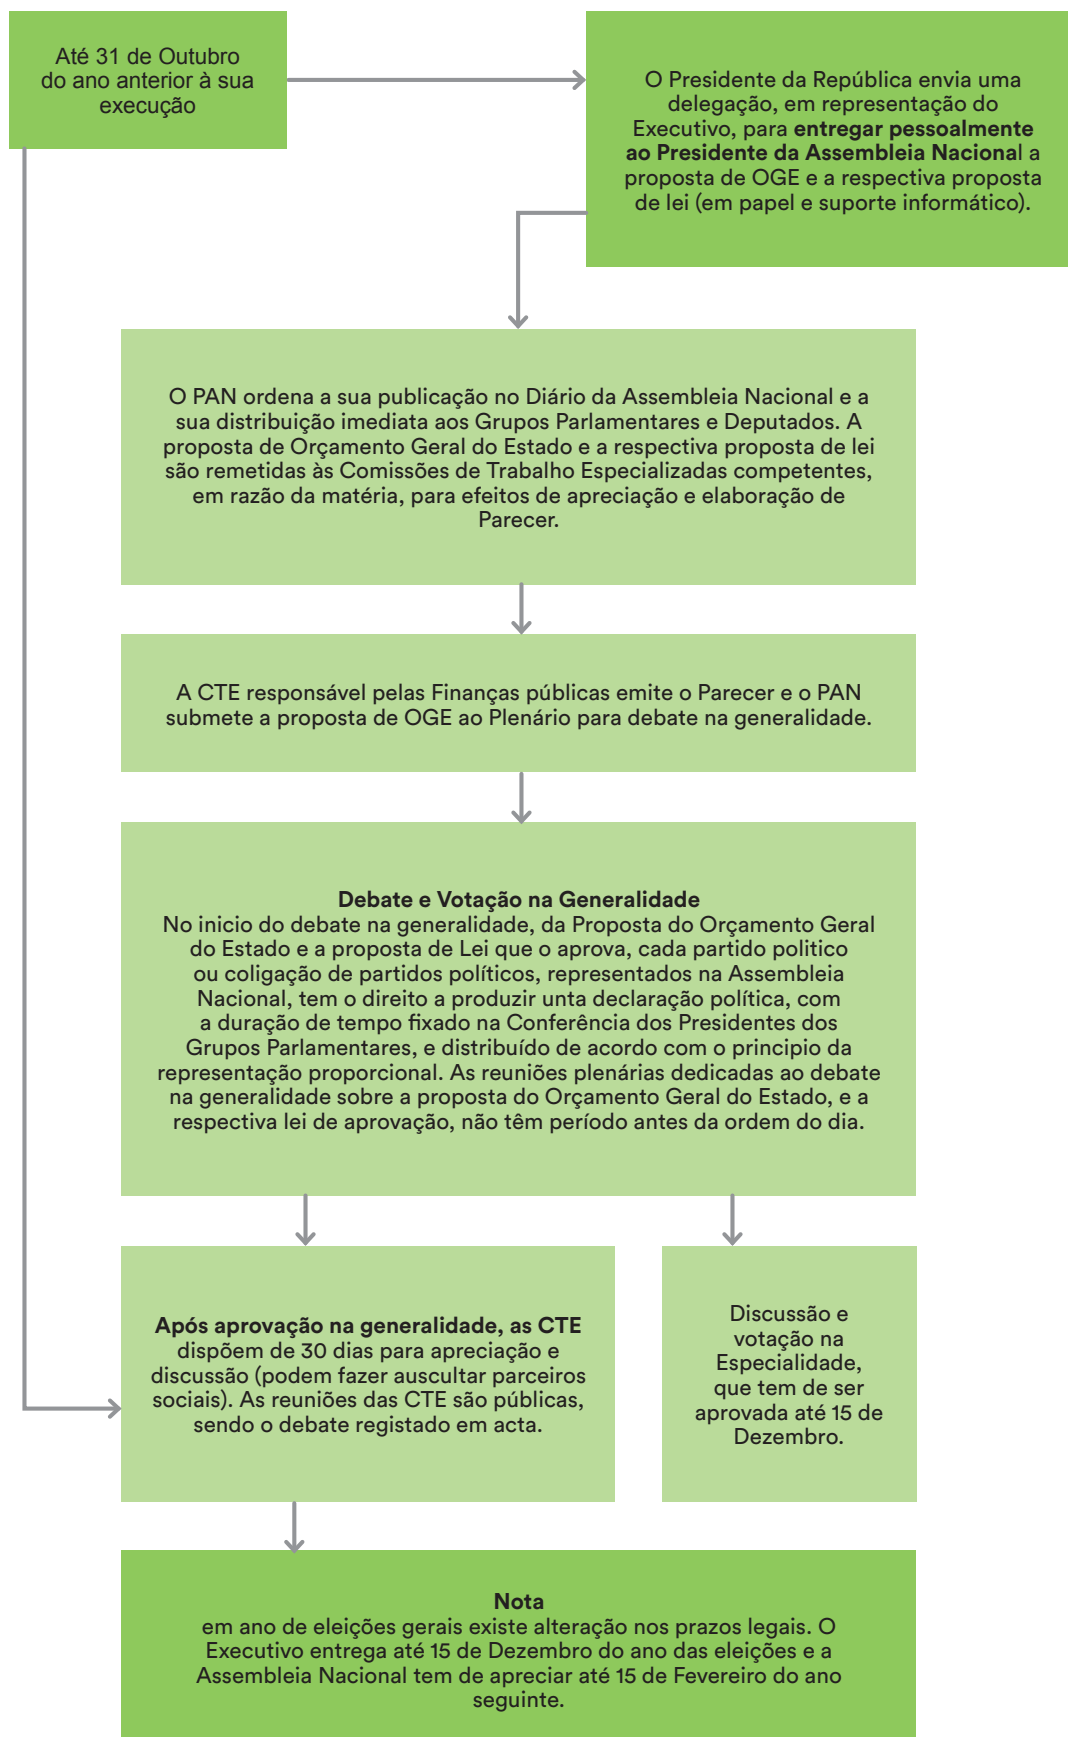 Até 31 de Outubro
do ano anterior à sua
execução
O Presidente da República envia uma
delegação, em representação do
Executivo, para entregar pessoalmente
ao Presidente da Assembleia Nacional a
proposta de OGE e a respectiva proposta
de lei (em papel e suporte informático).
O PAN ordena a sua publicação no Diário da Assembleia Nacional e a
sua distribuição imediata aos Grupos Parlamentares e Deputados. A
proposta de Orçamento Geral do Estado e a respectiva proposta de lei
são remetidas às Comissões de Trabalho Especializadas competentes,
em razão da matéria, para efeitos de apreciação e elaboração de
Parecer.
A CTE responsável pelas Finanças públicas emite o Parecer e o PAN
submete a proposta de OGE ao Plenário para debate na generalidade.
Debate e Votação na Generalidade
No inicio do debate na generalidade, da Proposta do Orçamento Geral
do Estado e a proposta de Lei que o aprova, cada partido politico
ou coligação de partidos políticos, representados na Assembleia
Nacional, tem o direito a produzir unta declaração política, com
a duração de tempo fixado na Conferência dos Presidentes dos
Grupos Parlamentares, e distribuído de acordo com o principio da
representação proporcional. As reuniões plenárias dedicadas ao debate
na generalidade sobre a proposta do Orçamento Geral do Estado, e a
respectiva lei de aprovação, não têm período antes da ordem do dia.
Após aprovação na generalidade, as CTE
dispõem de 30 dias para apreciação e
discussão (podem fazer auscultar parceiros
sociais). As reuniões das CTE são públicas,
sendo o debate registado em acta.
Discussão e
votação na
Especialidade,
que tem de ser
aprovada até 15 de
Dezembro.
Nota
em ano de eleições gerais existe alteração nos prazos legais. O
Executivo entrega até 15 de Dezembro do ano das eleições e a
Assembleia Nacional tem de apreciar até 15 de Fevereiro do ano
seguinte.